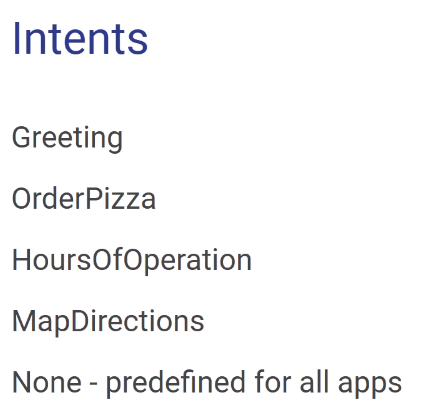 Intents
Greeting
OrderPizza
HoursOfOperation
MapDirections
None - predefined for all apps